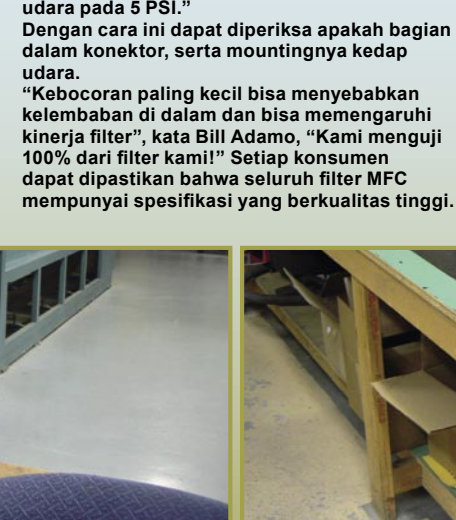 udara pada 5 PSI.”
Dengan cara ini dapat diperiksa apakah bagian
dalam konektor, serta mountingnya kedap
udara.
“Kebocoran paling kecil bisa menyebabkan
kelembaban di dalam dan bisa memengaruhi
kinerja filter”, kata Bill Adamo, “Kami menguji
100% dari filter kami!” Setiap konsumen
dapat dipastikan bahwa seluruh filter MFC
mempunyai spesifikasi yang berkualitas tinggi.